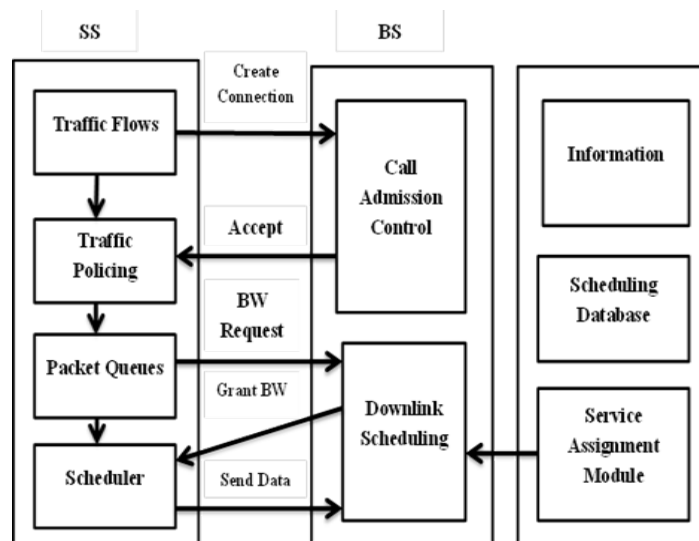 SS
BS
Create
Connection
Traffic Flows
Call
Admission
Control
Information
Accept
Traffic
Policing
BW
Request
Scheduling
Database
Packet Queues
Grant BW
Downlink
Scheduling
Service
Assignment
Module
Scheduler
Send Data